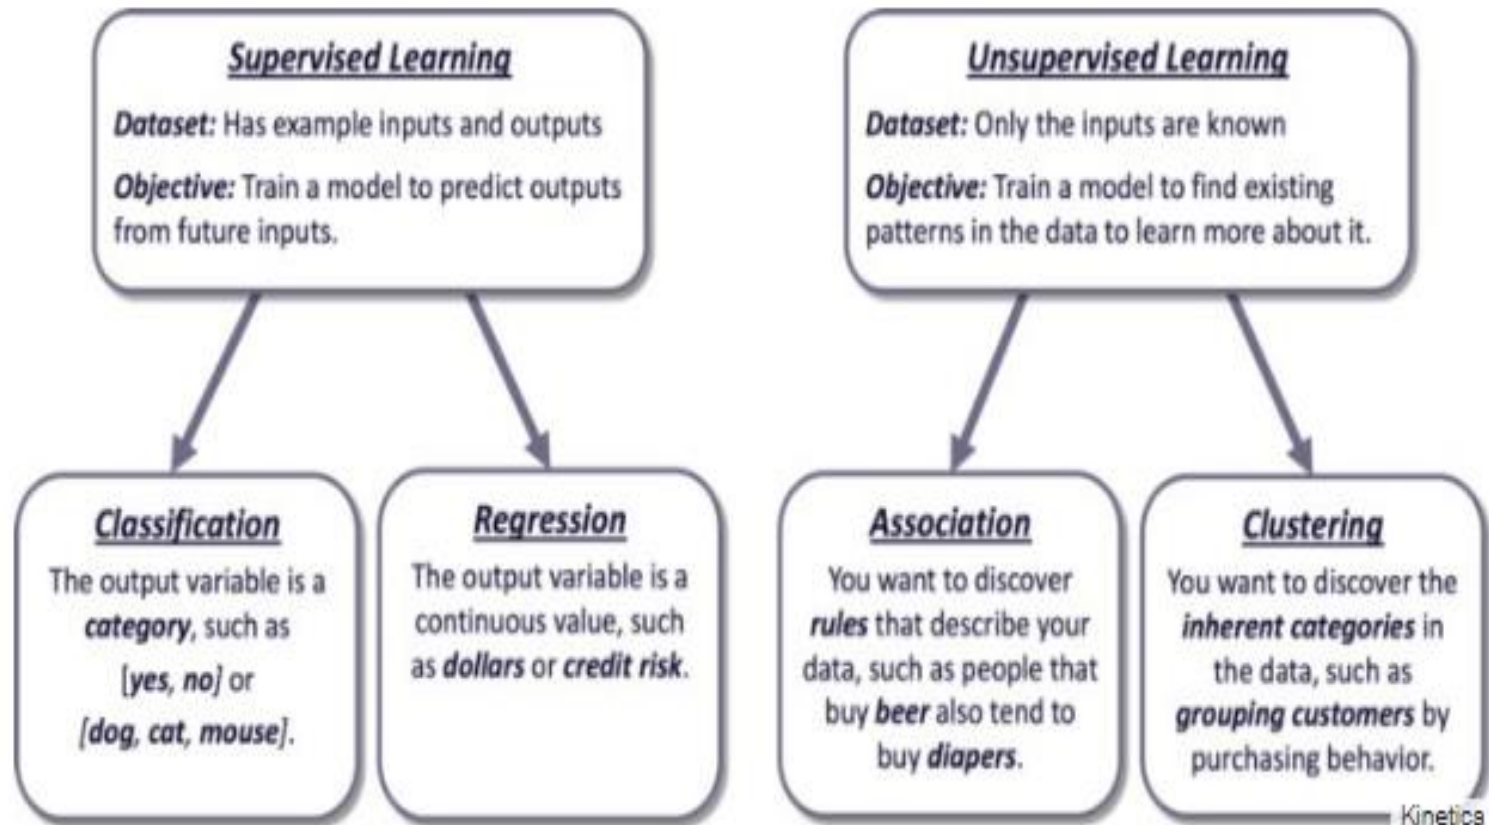 Supervised Learning
Dataset: Has example inputs and outputs
Objective: Train a model to predict outputs
from future inputs.
Unsupervised Learning
Dataset: Only the inputs are known
Objective: Train a model to find existing
patterns in the data to learn more about it.
Classification
The output variable is a
category, such as
[yes, no] or
[dog, cat, mouse].
Regression
The output variable is a
continuous value, such
as dollars or credit risk.
Association
You want to discover
rules that describe your
data, such as people that
buy beer also tend to
buy diapers.
Clustering
You want to discover the
inherent categories in
the data, such as
grouping customers by
purchasing behavior.
Kinetica